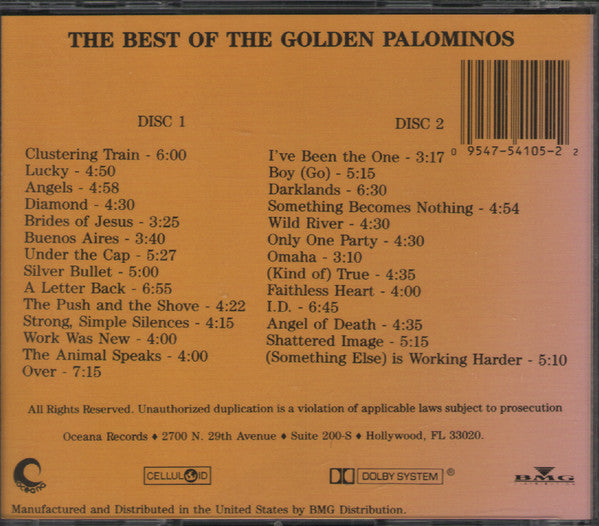 THE BEST OF THE GOLDEN PALOMINOS
DISC 1
Clustering Train - 6:00
Lucky - 4:50
Angels - 4:58
Diamond - 4:30
Brides of Jesus - 3:25
Buenos Aires - 3:40
Under the Cap - 5:27
Silver Bullet - 5:00
A Letter Back - 6:55
The Push and the Shove - 4:22
Strong, Simple Silences - 4:15
Work Was New - 4:00
The Animal Speaks - 4:00
Over - 7:15
DISC 2
I've Been the One - 3:17
Boy (Go) - 5:15
Darklands - 6:30
Something Becomes Nothing - 4:54
Wild River - 4:30
Only One Party - 4:30
Omaha - 3:10
(Kind of) True - 4:35
Faithless Heart - 4:00
I.D. - 6:45
Angel of Death - 4:35
Shattered Image - 5:15
(Something Else) is Working Harder - 5:10
0 9547-54105-2 2
All Rights Reserved. Unauthorized duplication is a violation of applicable laws subject to prosecution
Oceana Records ♦ 2700 N. 29th Avenue ♦ Suite 200-S ♦ Hollywood, FL 33020.
oceana
CELLULOID
DOLBY SYSTEM ®
BMG
Manufactured and Distributed in the United States by BMG Distribution.